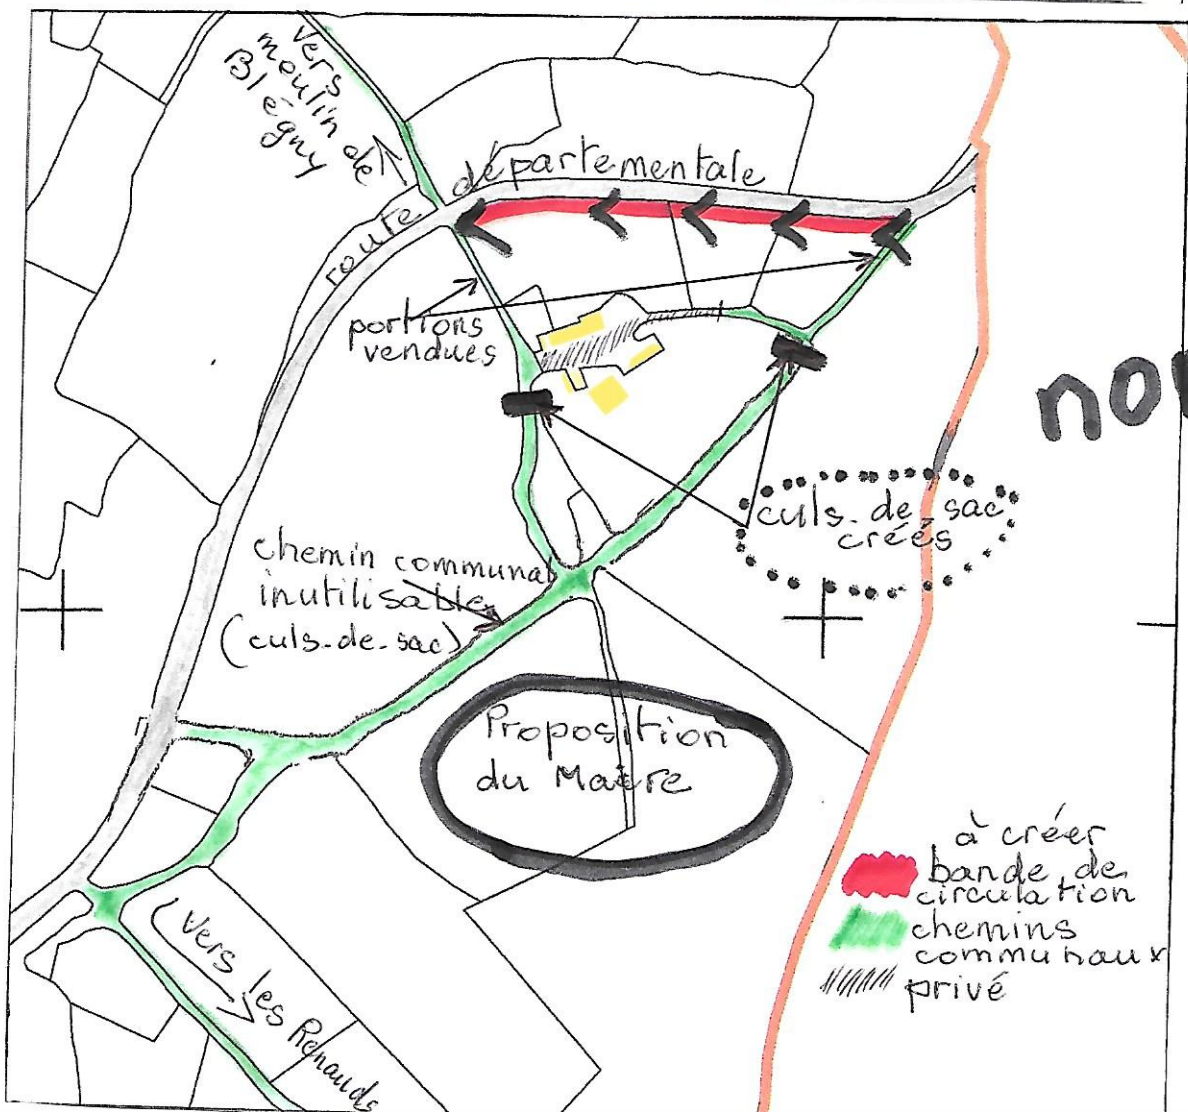 vers
moulin de
Blégny
route départementale
portions
vendues
culs-de-sac
créés
chemin communal
inutilisable
(culs-de-sac)
Proposition
du Maire
à créer
bande de
circulation
chemins
communaux
privé
vers les Renauds